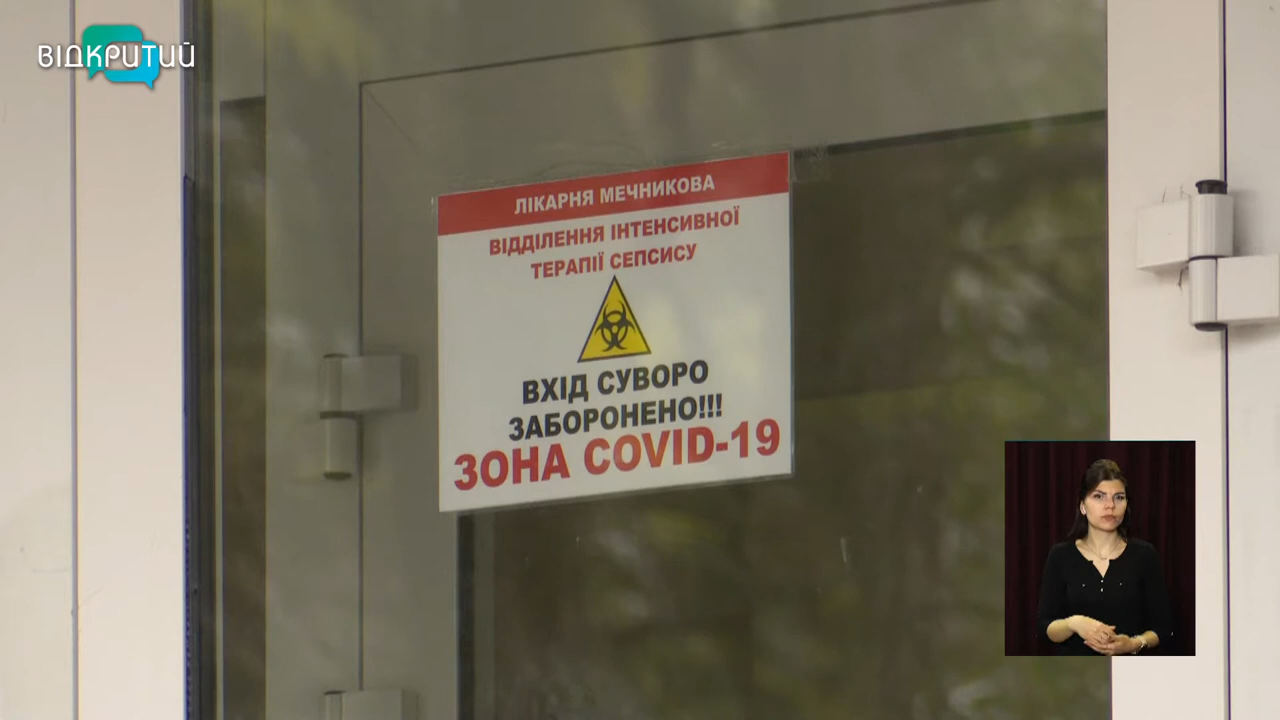 ВІДКРИТИЙ
ЛІКАРНЯ МЕЧНИКОВА
ВІДДІЛЕННЯ ІНТЕНСИВНОЇ
ТЕРАПІЇ СЕПСИСУ
ВХІД СУВОРО
ЗАБОРОНЕНО!!!
ЗОНА COVID-19